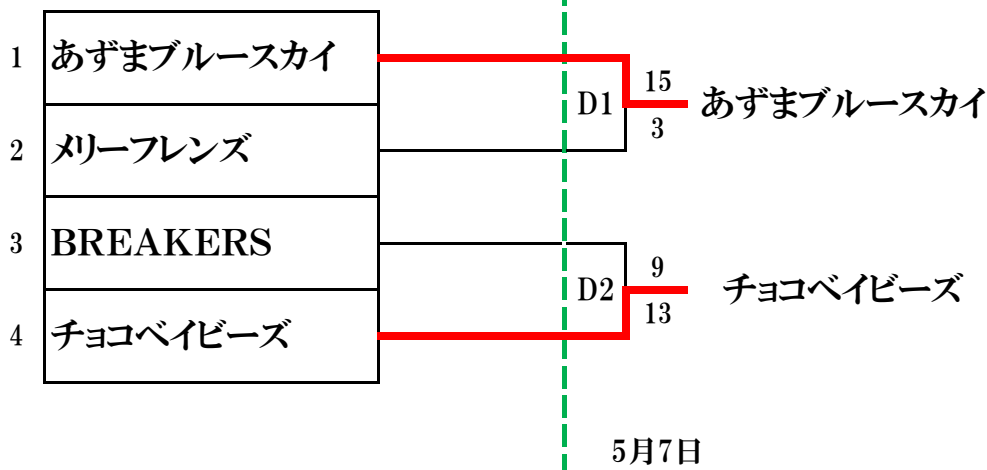 1 あずまブルースカイ
2 メリーフレンズ
3 BREAKERS
4 チョコベイビーズ
D1
15
3
あずまブルースカイ
D2
9
13
チョコベイビーズ
5月7日